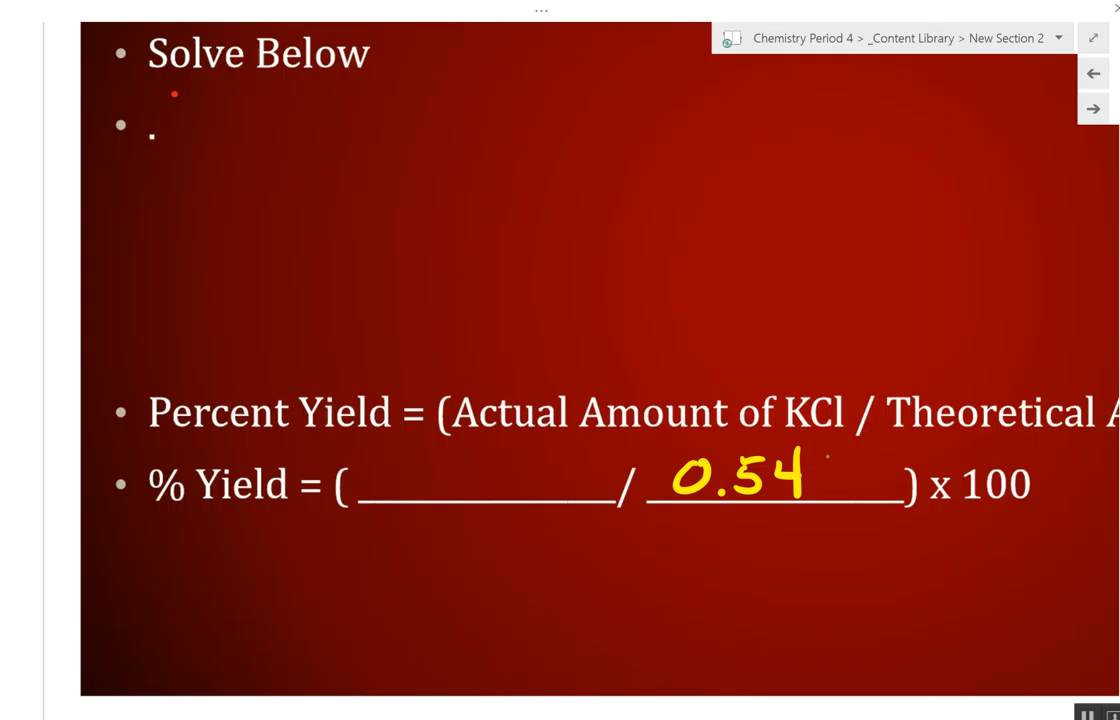 ...
Chemistry Period 4 > _Content Library > New Section 2
• Solve Below
• .
• Percent Yield = (Actual Amount of KCl / Theoretical A
• % Yield = ( ____________/ 0.54 ) x 100